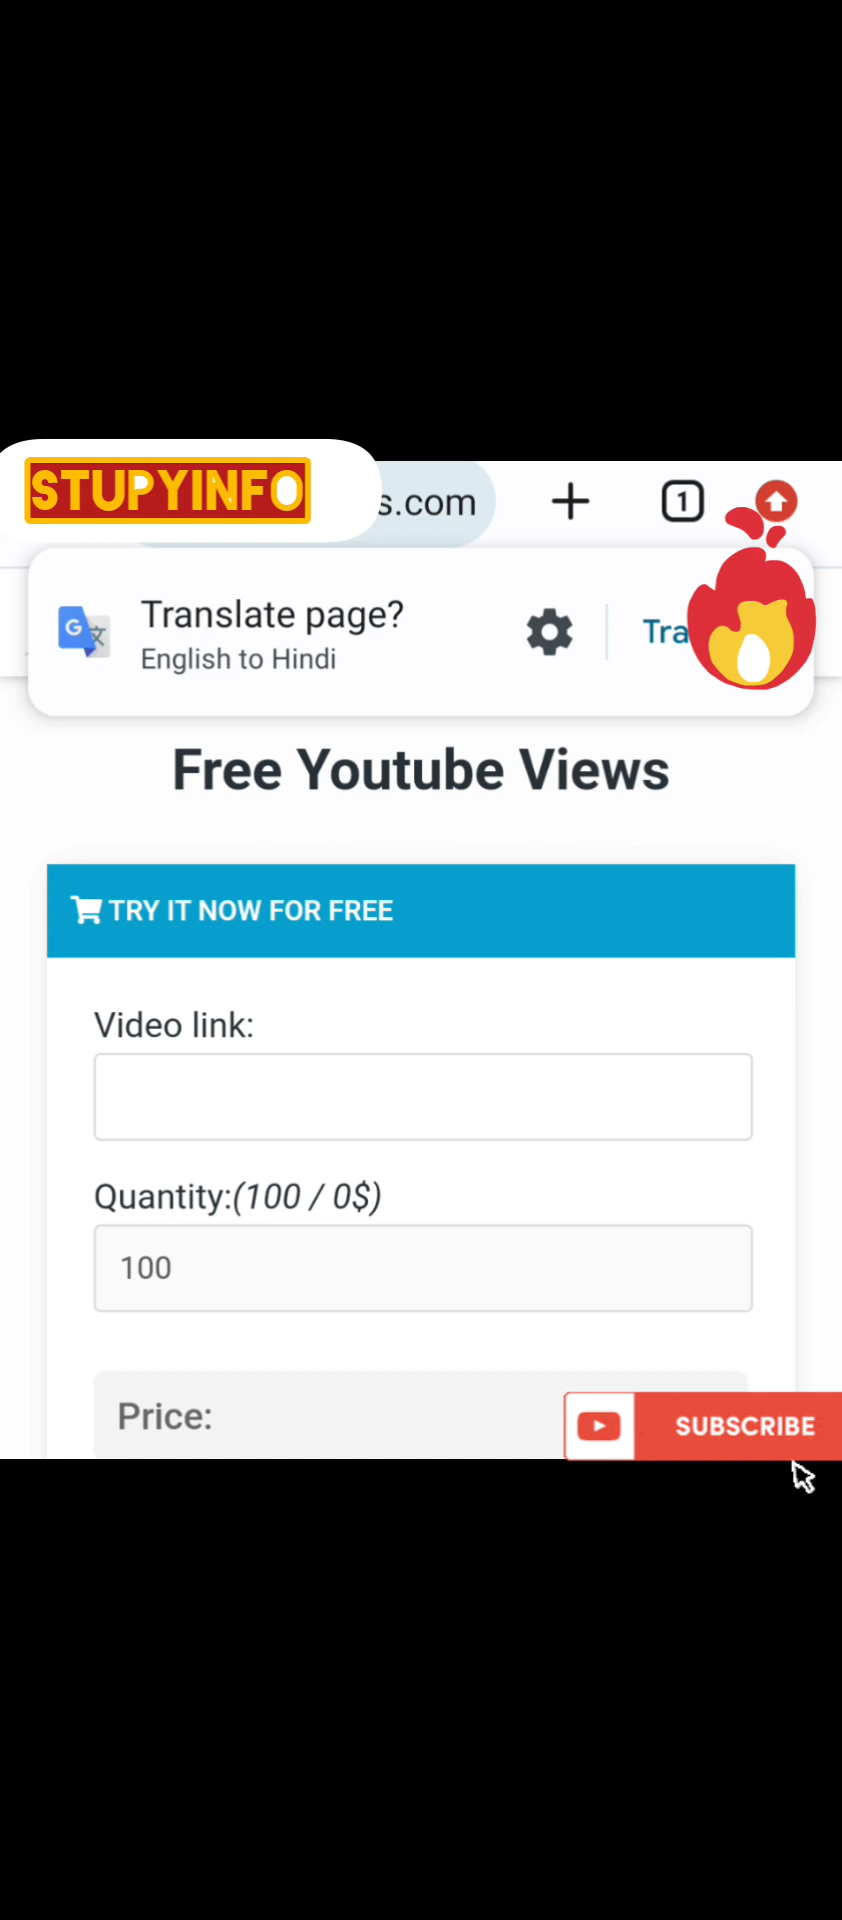 STUPYINFO
s.com
1
Translate page?
English to Hindi
Tra
Free Youtube Views
TRY IT NOW FOR FREE
Video link:
Quantity:(100 / 0$)
100
Price:
SUBSCRIBE